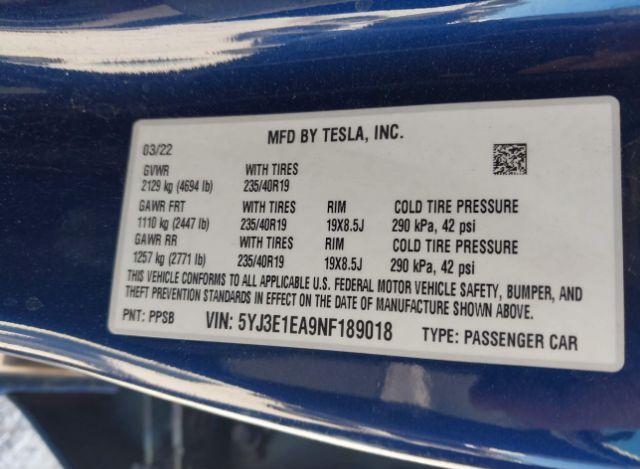 MFD BY TESLA, INC.
03/22
GVWR WITH TIRES
2129 kg (4694 lb) 235/40R19
GAWR FRT WITH TIRES RIM COLD TIRE PRESSURE
1110 kg (2447 lb) 235/40R19 19X8.5J 290 kPa, 42 psi
GAWR RR WITH TIRES RIM COLD TIRE PRESSURE
1257 kg (2771 lb) 235/40R19 19X8.5J 290 kPa, 42 psi
THIS VEHICLE CONFORMS TO ALL APPLICABLE U.S. FEDERAL MOTOR VEHICLE SAFETY, BUMPER, AND
THEFT PREVENTION STANDARDS IN EFFECT ON THE DATE OF MANUFACTURE SHOWN ABOVE.
PNT: PPSB VIN: 5YJ3E1EA9NF189018 TYPE: PASSENGER CAR